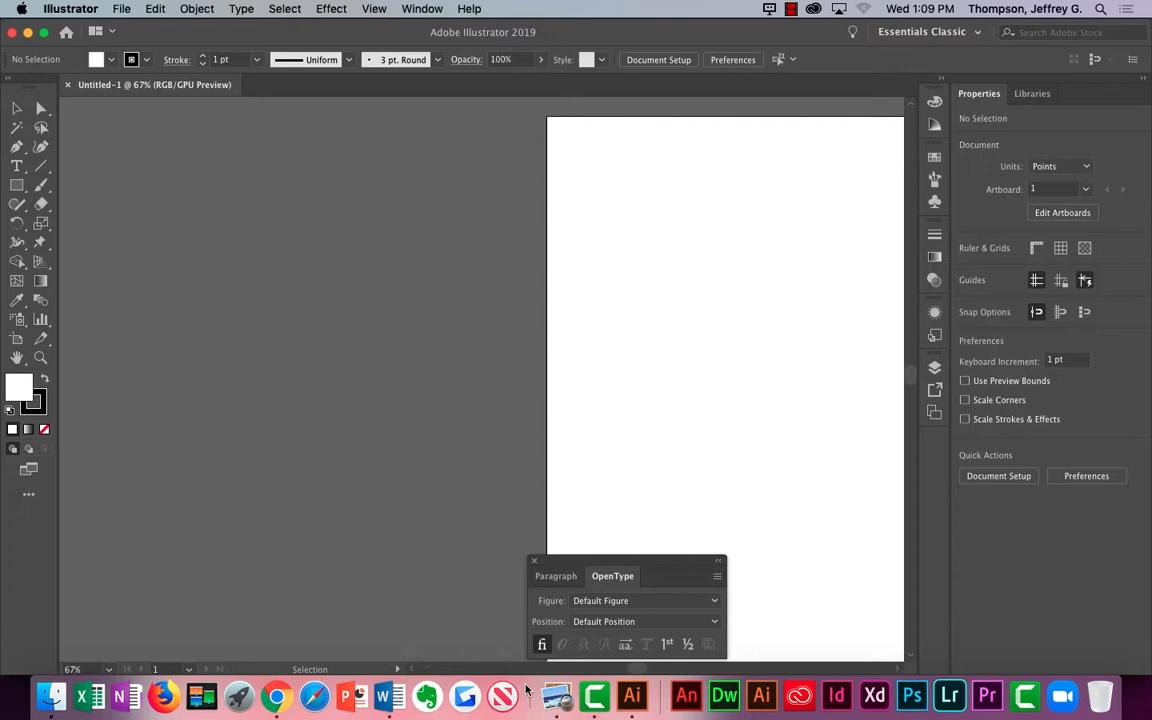 Illustrator File Edit Object Type Select Effect View Window Help Wed 1:09 PM Thompson, Jeffrey G.
Adobe Illustrator 2019 Essentials Classic Search Adobe Stock
No Selection Stroke: 1 pt Uniform 3 pt. Round Opacity: 100% Style: Document Setup Preferences
× Untitled-1 @ 67% (RGB/GPU Preview)
Properties Libraries
No Selection
Document
Units: Points
Artboard: 1
Edit Artboards
Ruler & Grids
Guides
Snap Options
Preferences
Keyboard Increment: 1 pt
Use Preview Bounds
Scale Corners
Scale Strokes & Effects
Quick Actions
Document Setup Preferences
Paragraph OpenType
Figure: Default Figure
Position: Default Position
fi 1st ½
67% 1 Selection
Ai An Dw Ai Id Xd Ps Lr Pr